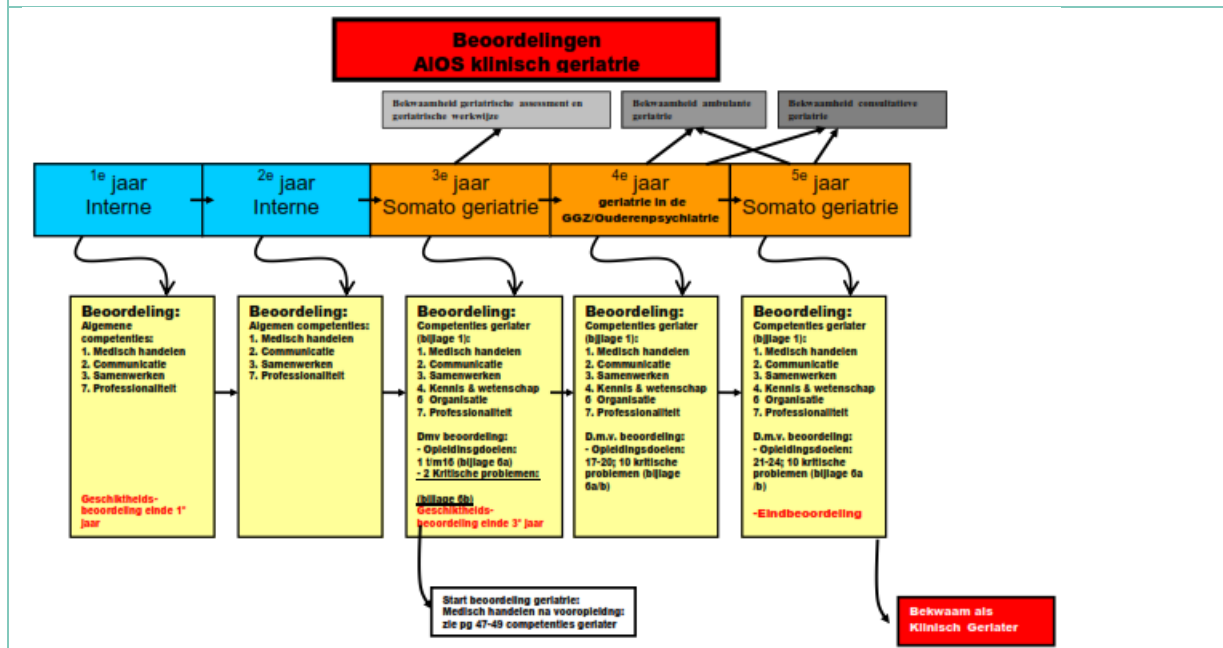 Beoordelingen
AIOS klinisch geriatrie
Bekwaamheid geriatrische assessment en
geriatrische werkwijze
Bekwaamheid ambulante
geriatrie
Bekwaamheid consultatieve
geriatrie
1e jaar
Interne
2e jaar
Interne
3e jaar
Somato geriatrie
4e jaar
geriatrie in de
GGZ/Ouderenpsychiatrie
5e jaar
Somato geriatrie
Beoordeling:
Algemene
competenties:
1. Medisch handelen
2. Communicatie
3. Samenwerken
7. Professionaliteit
Geschiktheids-
beoordeling einde 1e
jaar
Beoordeling:
Algemen competenties:
1. Medisch handelen
2. Communicatie
3. Samenwerken
7. Professionaliteit
Beoordeling:
Competenties geriater
(bijlage 1):
1. Medisch handelen
2. Communicatie
3. Samenwerken
4. Kennis & wetenschap
6 Organisatie
7. Professionaliteit
Dmv beoordeling:
- Opleidingsdoelen:
1 t/m16 (bijlage 6a)
- 2 Kritische problemen:
(bijlage 6b)
Geschiktheids-
beoordeling einde 3e jaar
Beoordeling:
Competenties geriater
(bijlage 1):
1. Medisch handelen
2. Communicatie
3. Samenwerken
4. Kennis & wetenschap
6 Organisatie
7. Professionaliteit
D.m.v. beoordeling:
- Opleidingsdoelen:
17-20; 10 kritische
problemen (bijlage
6a/b)
Beoordeling:
Competenties geriater
(bijlage 1):
1. Medisch handelen
2. Communicatie
3. Samenwerken
4. Kennis & wetenschap
6 Organisatie
7. Professionaliteit
D.m.v. beoordeling:
- Opleidingsdoelen:
21-24; 10 kritische
problemen (bijlage 6a
/b)
-Eindbeoordeling
Start beoordeling geriatrie:
Medisch handelen na vooropleidng:
zie pg 47-49 competenties geriater
Bekwaam als
Klinisch Geriater